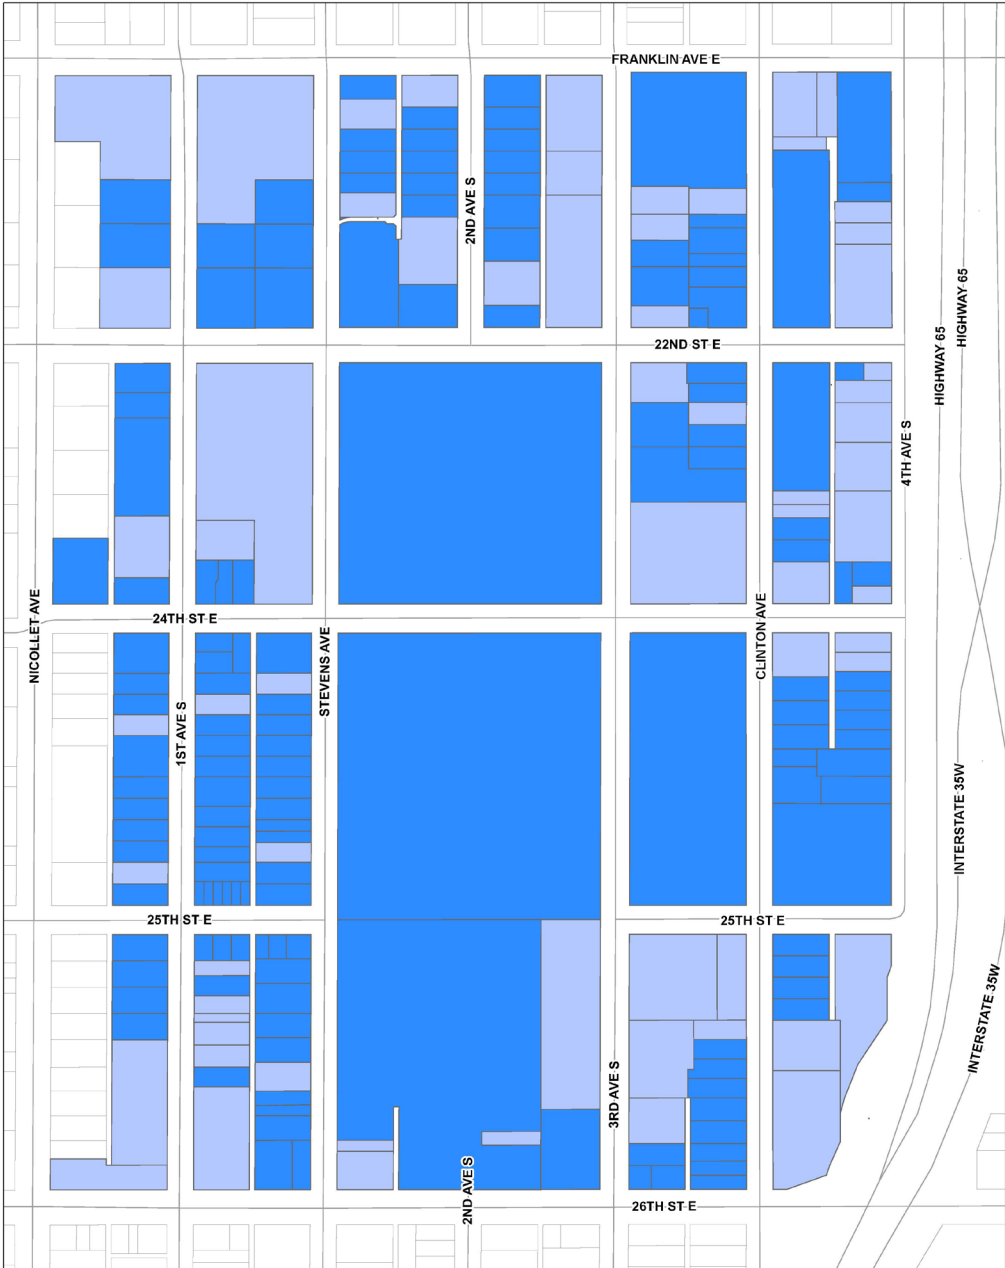 FRANKLIN AVE E
2ND AVE S
HIGHWAY 65
HIGHWAY 65
22ND ST E
4TH AVE S
NICOLLET AVE
24TH ST E
STEVENS AVE
CLINTON AVE
1ST AVE S
INTERSTATE 35W
25TH ST E
25TH ST E
INTERSTATE 35W
3RD AVE S
2ND AVE S
26TH ST E